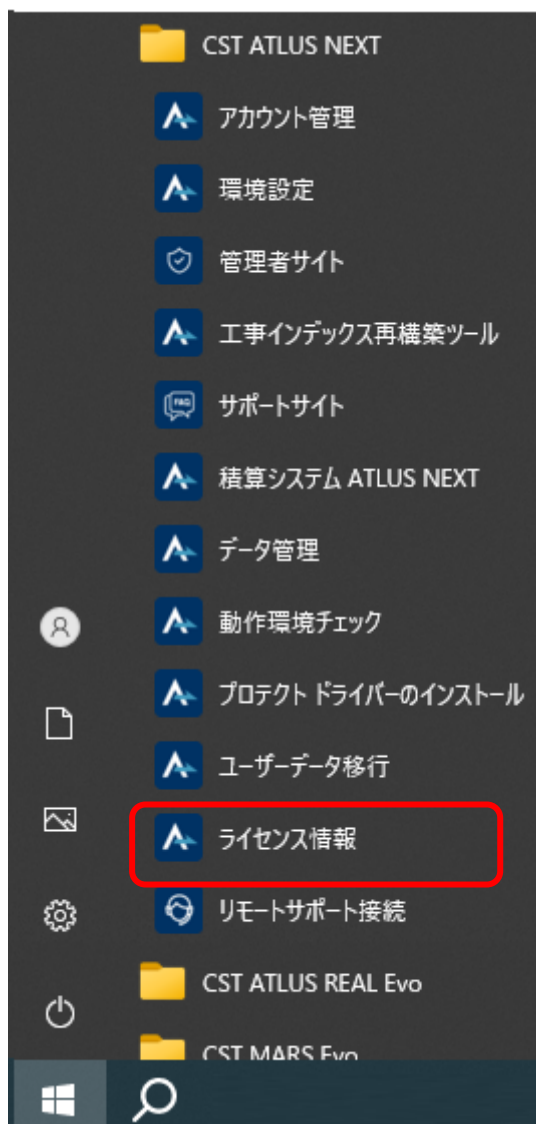 CST ATLUS NEXT
アカウント管理
環境設定
管理者サイト
工事インデックス再構築ツール
FAQ
サポートサイト
積算システム ATLUS NEXT
データ管理
動作環境チェック
プロテクト ドライバーのインストール
ユーザーデータ移行
ライセンス情報
リモートサポート接続
CST ATLUS REAL Evo
CST MARS Evo